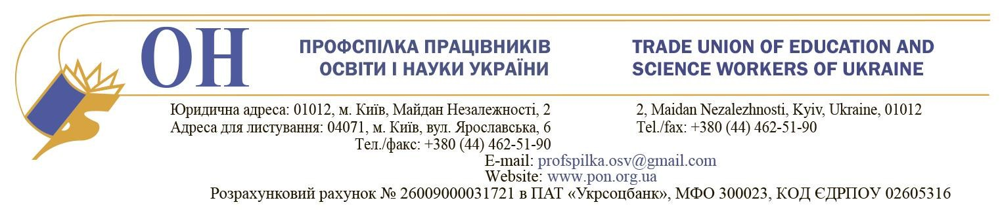 ОН
ПРОФСПІЛКА ПРАЦІВНИКІВ
ОСВІТИ І НАУКИ УКРАЇНИ
TRADE UNION OF EDUCATION AND
SCIENCE WORKERS OF UKRAINE
Юридична адреса: 01012, м. Київ, Майдан Незалежності, 2
Адреса для листування: 04071, м. Київ, вул. Ярославська, 6
Тел./факс: +380 (44) 462-51-90
2, Maidan Nezalezhnosti, Kyiv, Ukraine, 01012
Tel./fax: +380 (44) 462-51-90
E-mail: profspilka.osv@gmail.com
Website: www.pon.org.ua
Розрахунковий рахунок № 26009000031721 в ПАТ «Укрсоцбанк», МФО 300023, КОД ЄДРПОУ 02605316